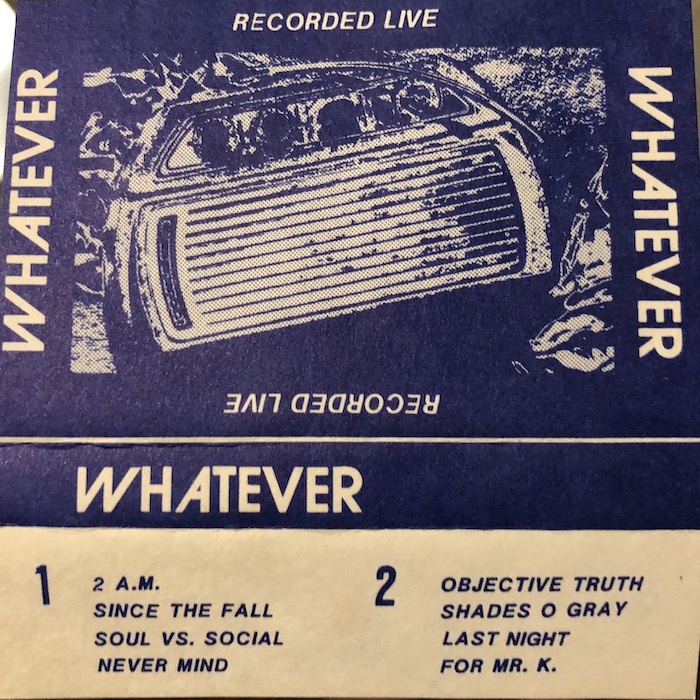 RECORDED LIVE
WHATEVER
WHATEVER
RECORDED LIVE
WHATEVER
1
2 A.M.
SINCE THE FALL
SOUL VS. SOCIAL
NEVER MIND
2
OBJECTIVE TRUTH
SHADES O GRAY
LAST NIGHT
FOR MR. K.